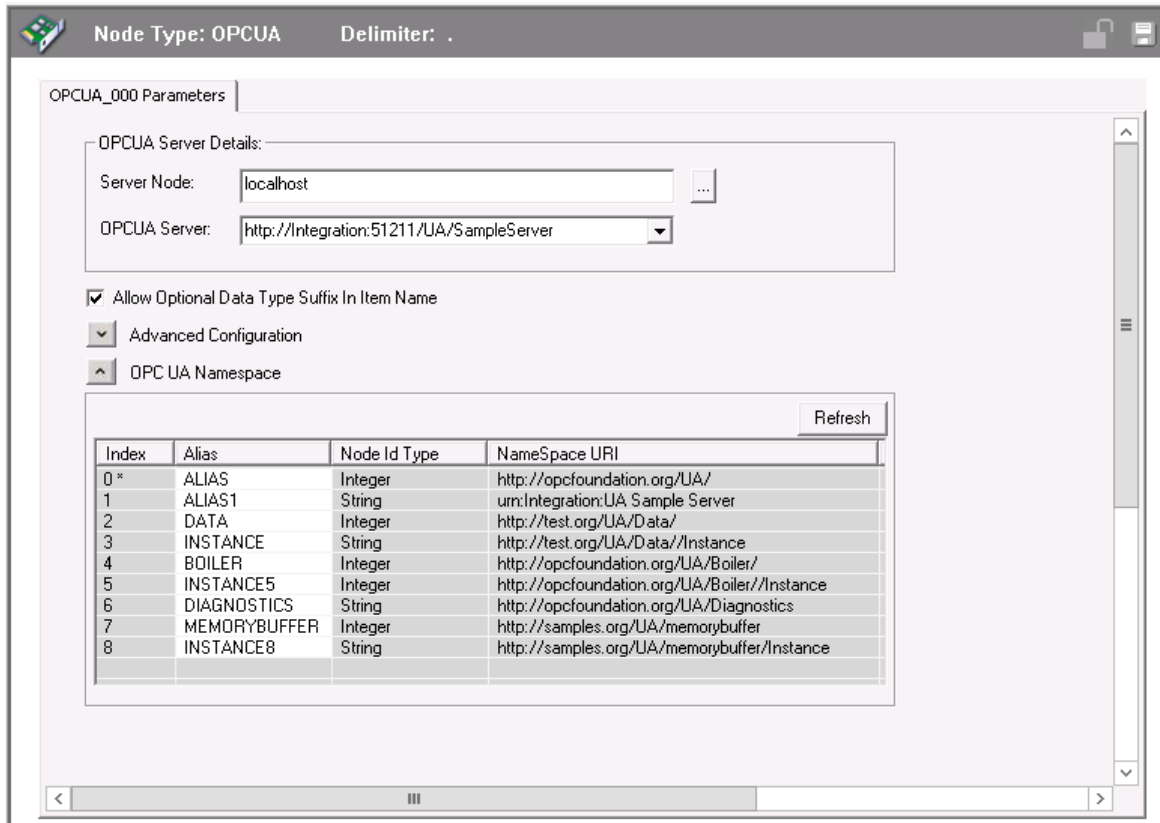 Node Type: OPCUA Delimiter: .
OPCUA_000 Parameters
OPCUA Server Details:
Server Node: localhost ...
OPCUA Server: http://Integration:51211/UA/SampleServer
Allow Optional Data Type Suffix In Item Name
Advanced Configuration
OPC UA Namespace
Refresh
Index Alias Node Id Type NameSpace URI
0 * ALIAS Integer http://opcfoundation.org/UA/
1 ALIAS1 String urn:Integration:UA Sample Server
2 DATA Integer http://test.org/UA/Data/
3 INSTANCE String http://test.org/UA/Data//Instance
4 BOILER Integer http://opcfoundation.org/UA/Boiler/
5 INSTANCE5 Integer http://opcfoundation.org/UA/Boiler//Instance
6 DIAGNOSTICS String http://opcfoundation.org/UA/Diagnostics
7 MEMORYBUFFER Integer http://samples.org/UA/memorybuffer
8 INSTANCE8 String http://samples.org/UA/memorybuffer/Instance